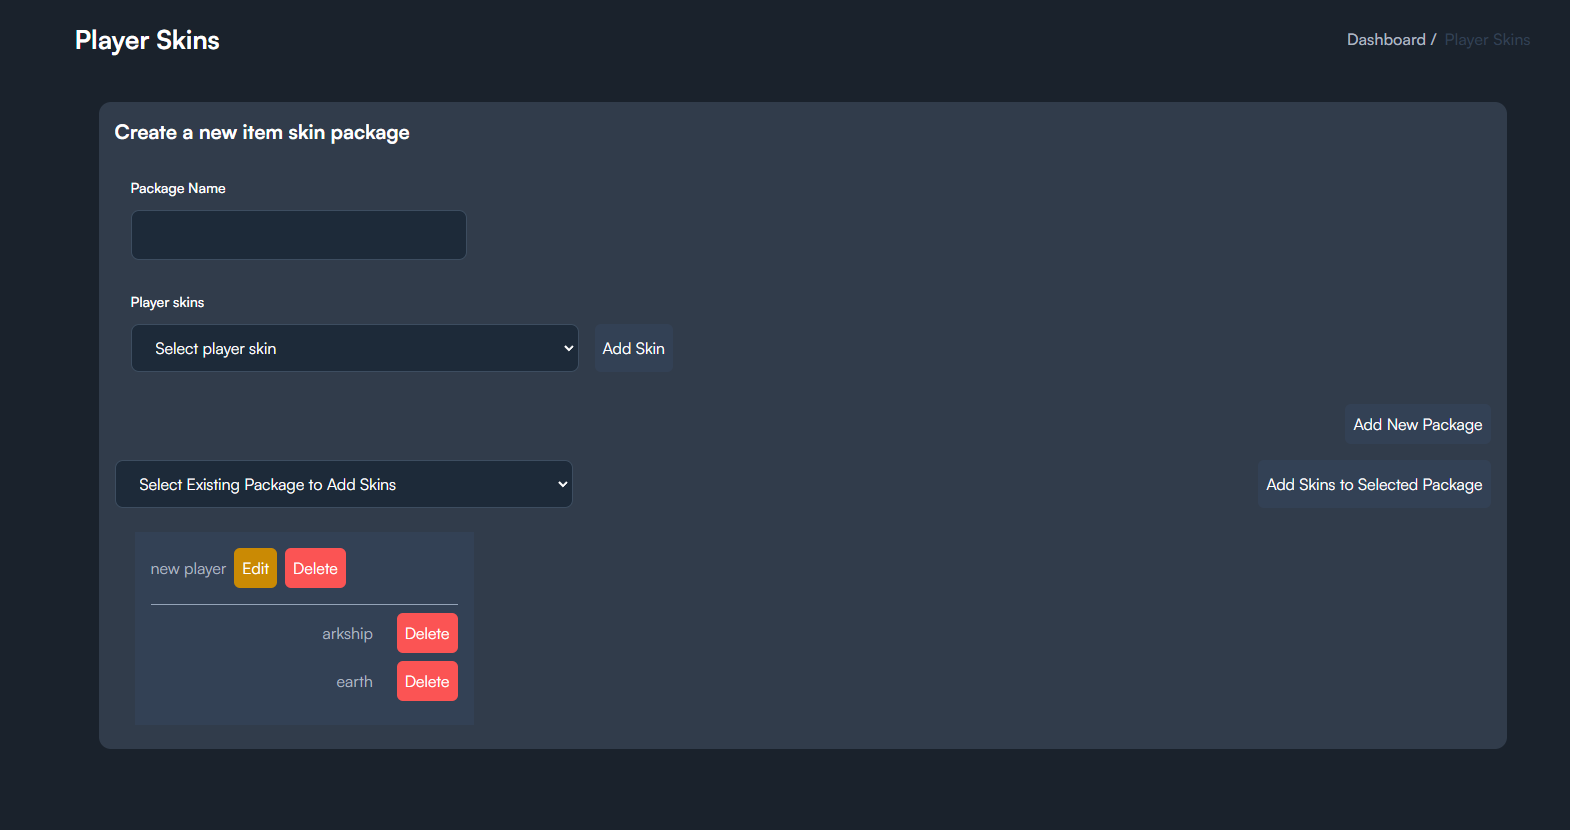 Player Skins
Dashboard / Player Skins
Create a new item skin package
Package Name
Player skins
Select player skin
Add Skin
Add New Package
Select Existing Package to Add Skins
Add Skins to Selected Package
new player Edit Delete
arkship Delete
earth Delete